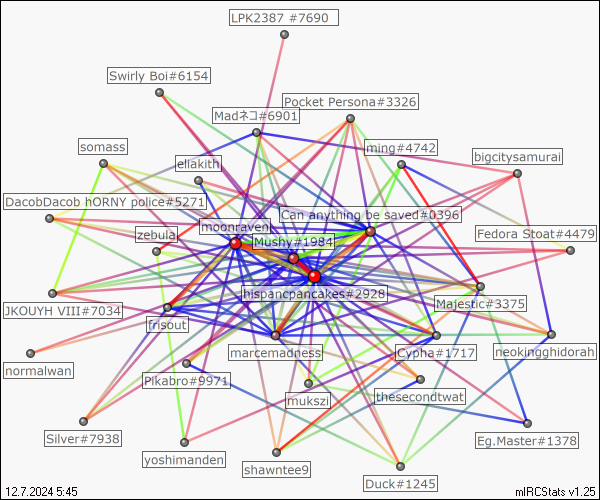 LPK2387 #7690
Swirly Boi#6154
Pocket Persona#3326
Madネコ#6901
somass
ming#4742
bigcitysamurai
eliakith
DacobDacob hORNY police#5271
Can anything be saved#0396
moonraven
zebula
Mushy#1984
Fedora Stoat#4479
hispancpancakes#2928
Majestic#3375
JKOUYH VIII#7034
frisout
marcemadness
Cypha#1717
neokingghidorah
normalwan
Pikabro#9971
mukszi
thesecondtwat
Silver#7938
Eg.Master#1378
yoshimanden
shawntee9
Duck#1245
12.7.2024 5:45
mIRCStats v1.25